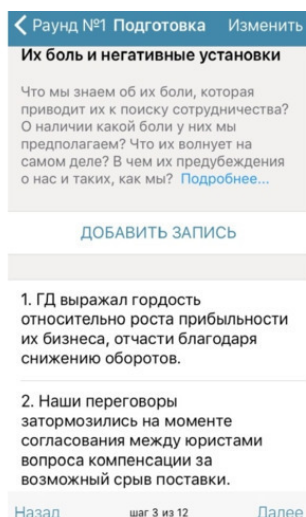 Раунд №1 Подготовка Изменить
Их боль и негативные установки
Что мы знаем об их боли, которая
приводит их к поиску сотрудничества?
О наличии какой боли у них мы
предполагаем? Что их волнует на
самом деле? В чем их предубеждения
о нас и таких, как мы? Подробнее...
ДОБАВИТЬ ЗАПИСЬ
1. ГД выражал гордость
относительно роста прибыльности
их бизнеса, отчасти благодаря
снижению оборотов.
2. Наши переговоры
затормозились на моменте
согласования между юристами
вопроса компенсации за
возможный срыв поставки.
Назад шаг 3 из 12 Далее